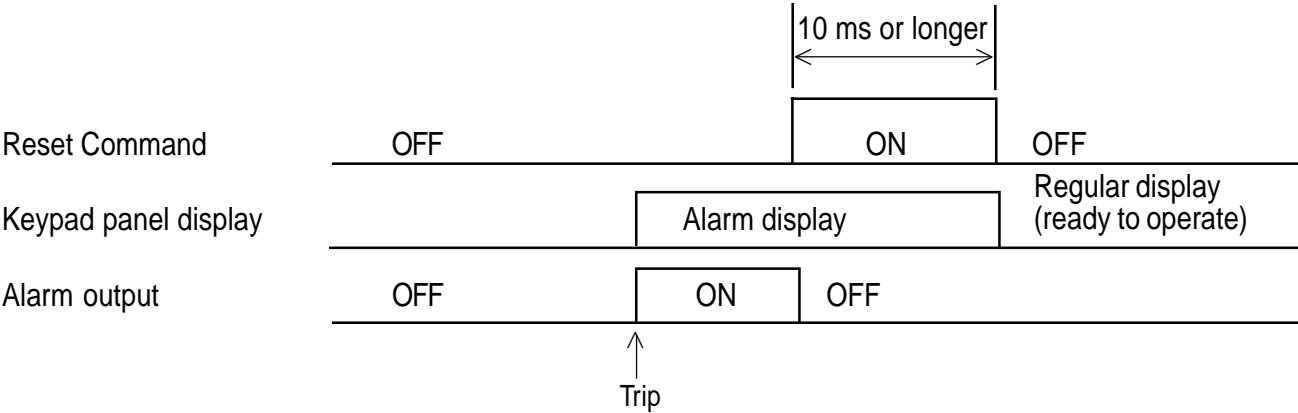 10 ms or longer
Reset Command OFF ON OFF
Keypad panel display Alarm display Regular display
(ready to operate)
Alarm output OFF ON OFF
Trip